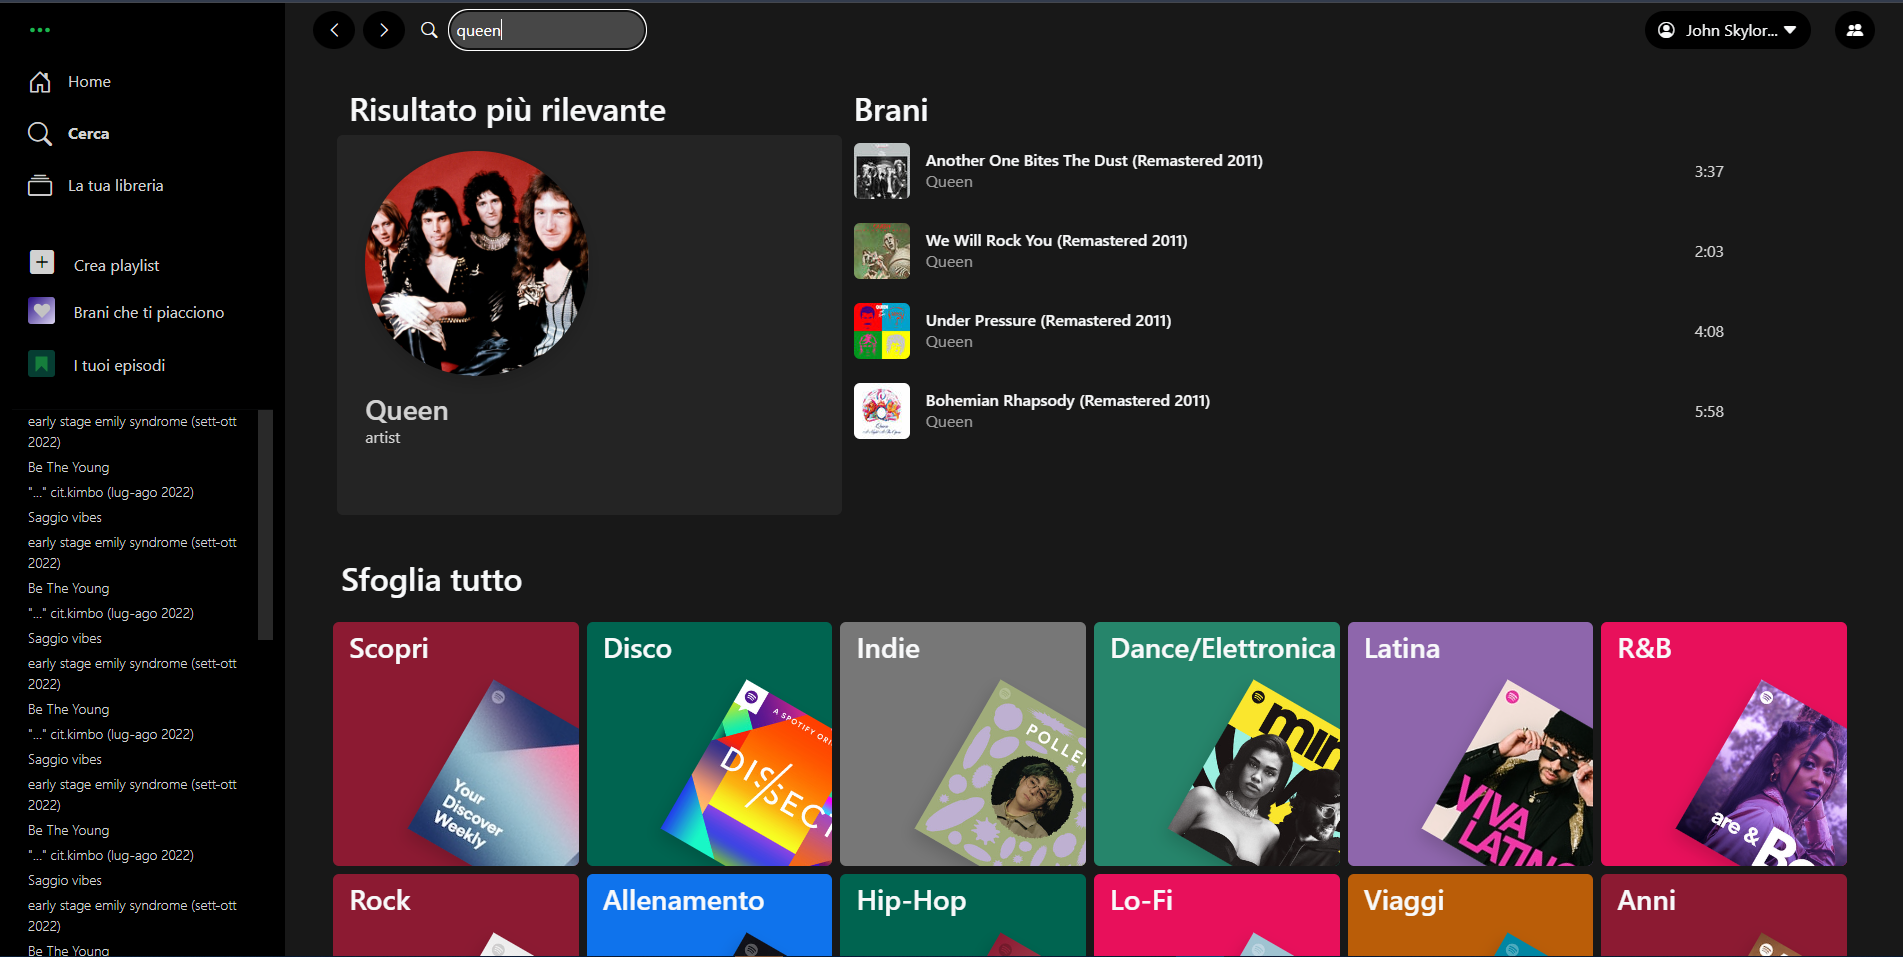 queen
John Skylor...
Home
Cerca
La tua libreria
Crea playlist
Brani che ti piacciono
I tuoi episodi
early stage emily syndrome (sett-ott
2022)
Be The Young
"..." cit.kimbo (lug-ago 2022)
Saggio vibes
early stage emily syndrome (sett-ott
2022)
Be The Young
"..." cit.kimbo (lug-ago 2022)
Saggio vibes
early stage emily syndrome (sett-ott
2022)
Be The Young
"..." cit.kimbo (lug-ago 2022)
Saggio vibes
early stage emily syndrome (sett-ott
2022)
Be The Young
"..." cit.kimbo (lug-ago 2022)
Saggio vibes
early stage emily syndrome (sett-ott
2022)
Be The Young
Risultato più rilevante
Queen
artist
Brani
Another One Bites The Dust (Remastered 2011)
Queen
3:37
We Will Rock You (Remastered 2011)
Queen
2:03
Under Pressure (Remastered 2011)
Queen
4:08
Bohemian Rhapsody (Remastered 2011)
Queen
5:58
Sfoglia tutto
Scopri
Your
Discover
Weekly
Disco
A SPOTIFY ORI
DISSECT
Indie
POLLE
Dance/Elettronica
min
Latina
VIVA
LATINO
R&B
are & Be
Rock
Allenamento
Hip-Hop
Lo-Fi
Viaggi
Anni